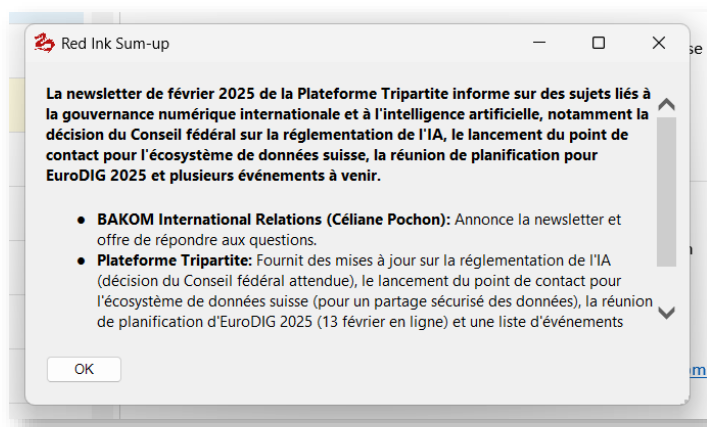 Red Ink Sum-up
se
La newsletter de février 2025 de la Plateforme Tripartite informe sur des sujets liés à
la gouvernance numérique internationale et à l'intelligence artificielle, notamment la
décision du Conseil fédéral sur la réglementation de l'IA, le lancement du point de
contact pour l'écosystème de données suisse, la réunion de planification pour
EuroDIG 2025 et plusieurs événements à venir.
● BAKOM International Relations (Céliane Pochon): Annonce la newsletter et
offre de répondre aux questions.
● Plateforme Tripartite: Fournit des mises à jour sur la réglementation de l'IA
(décision du Conseil fédéral attendue), le lancement du point de contact pour
l'écosystème de données suisse (pour un partage sécurisé des données), la réunion
de planification d'EuroDIG 2025 (13 février en ligne) et une liste d'événements
OK
om